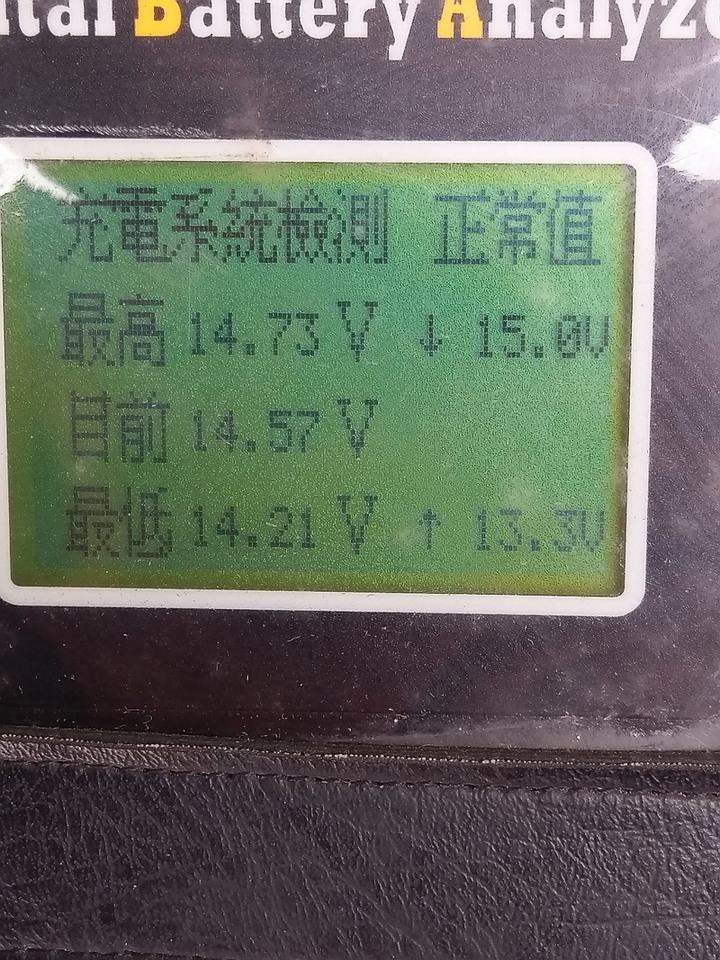 ital Battery Analyze
充電系統檢測 正常值
最高 14.73 V ↓ 15.0V
目前 14.57 V
最低 14.21 V ↑ 13.3V